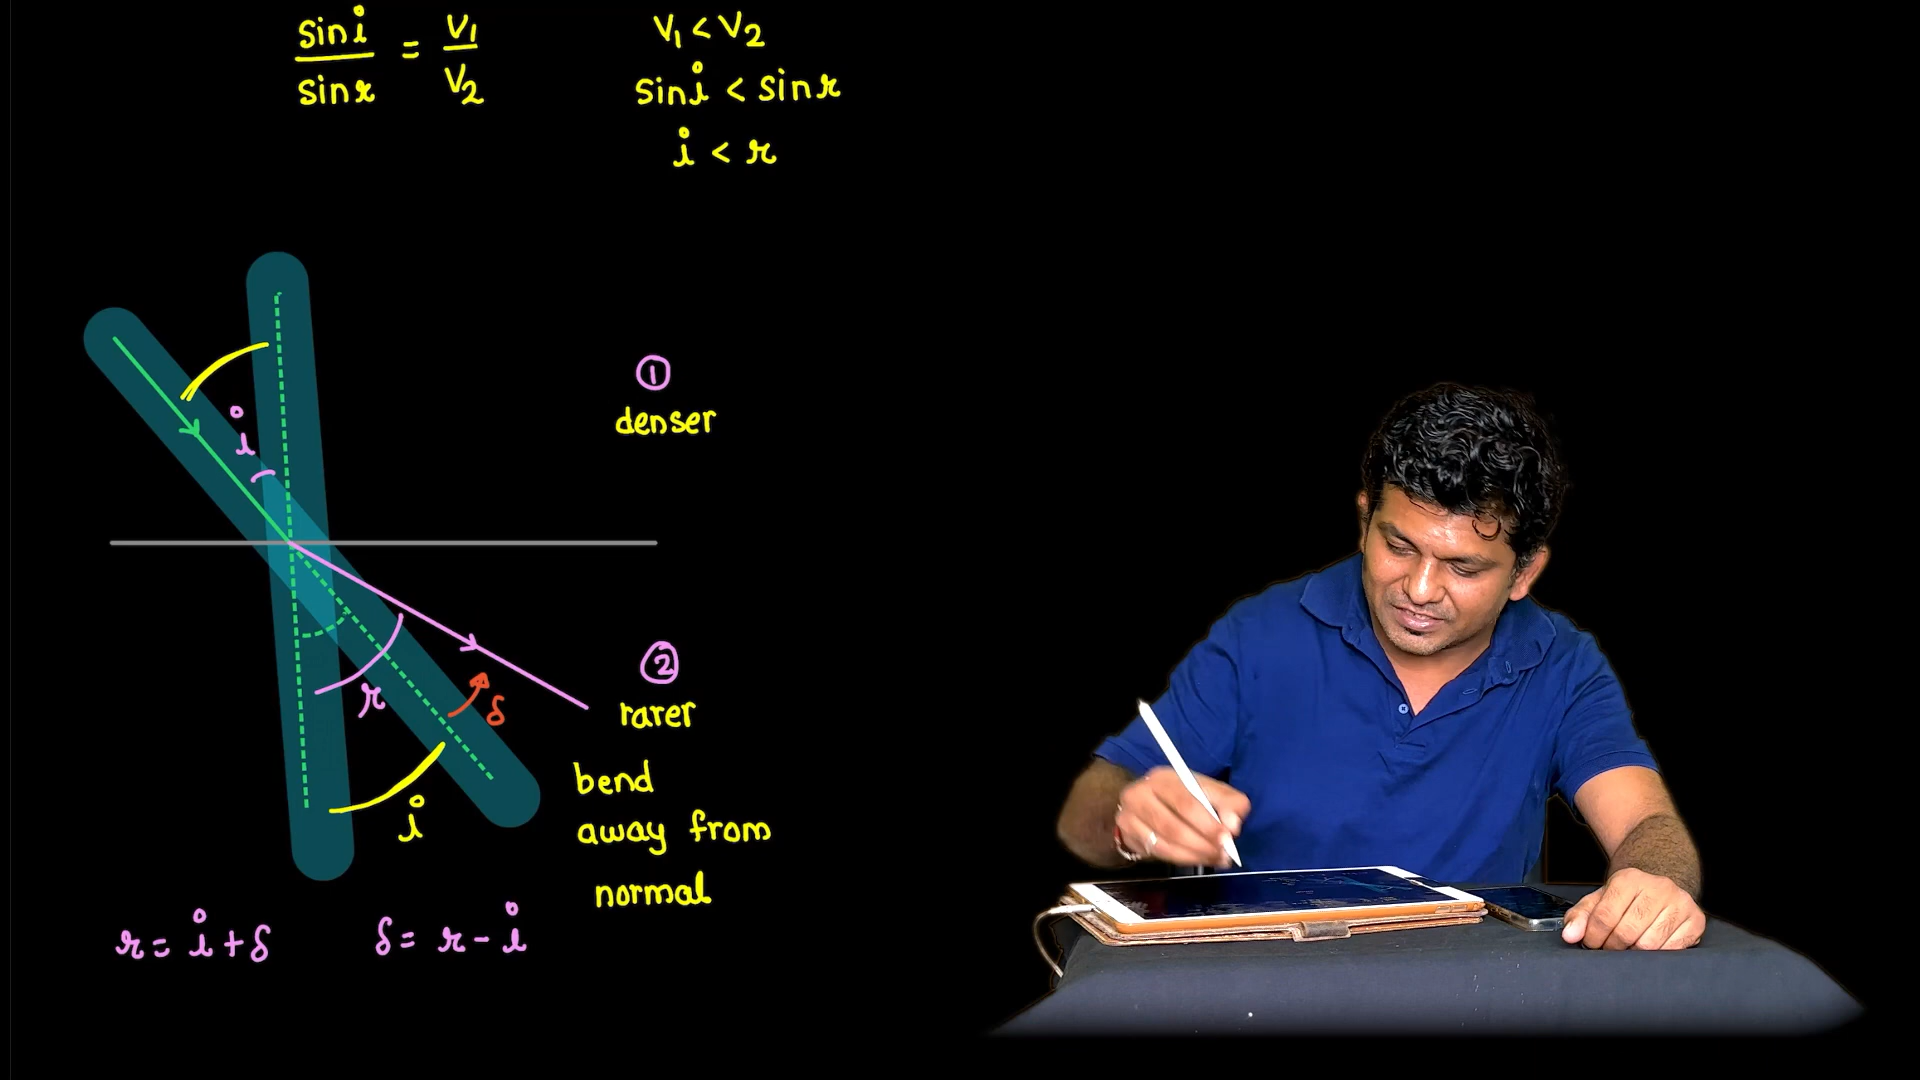 sin i / sin r = V1 / V2
V1 < V2
sin i < sin r
i < r
①
denser
i
②
r
δ
rarer
bend
away from
i
normal
r = i + δ
δ = r - i